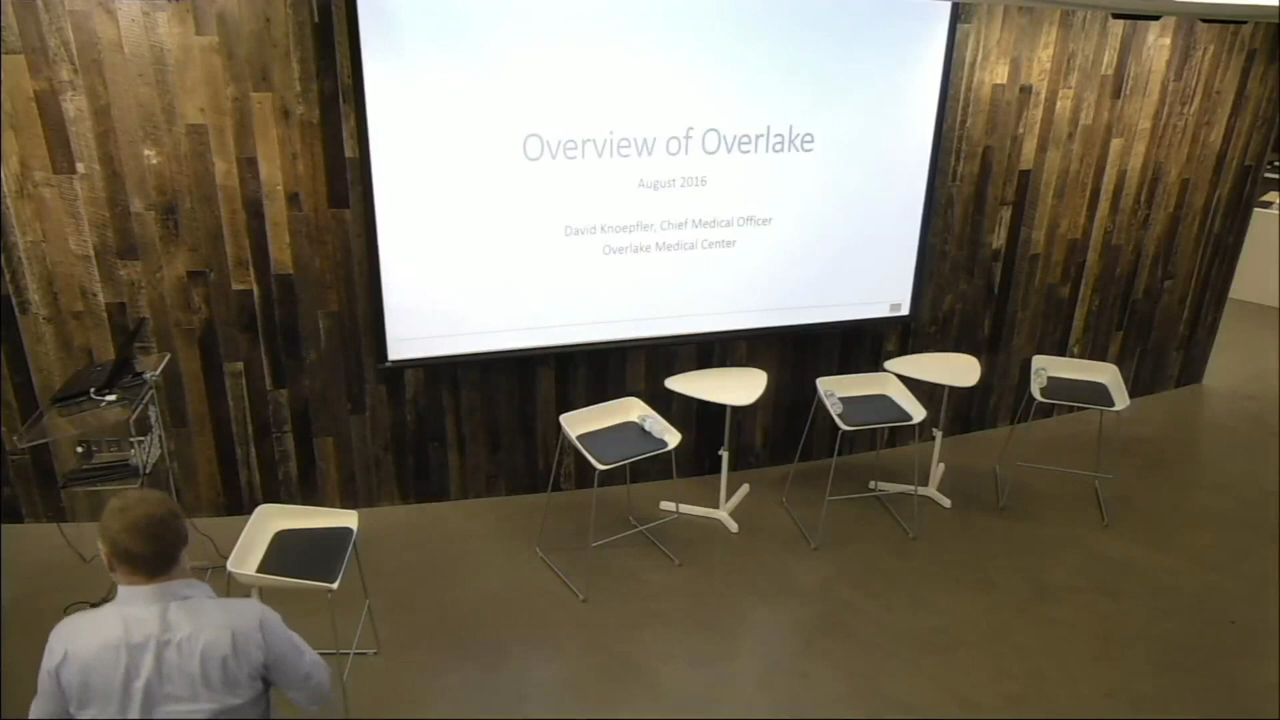 Overview of Overlake
August 2016
David Knoepfler, Chief Medical Officer
Overlake Medical Center